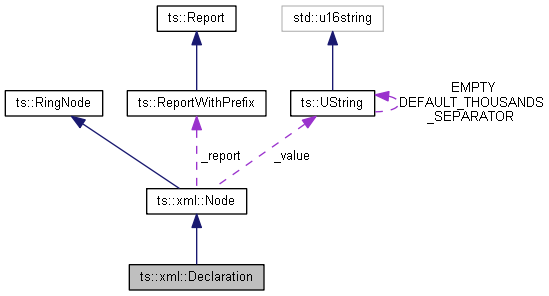 ts::Report
std::u16string
ts::RingNode
ts::ReportWithPrefix
ts::UString
EMPTY
DEFAULT_THOUSANDS
_SEPARATOR
_report
_value
ts::xml::Node
ts::xml::Declaration